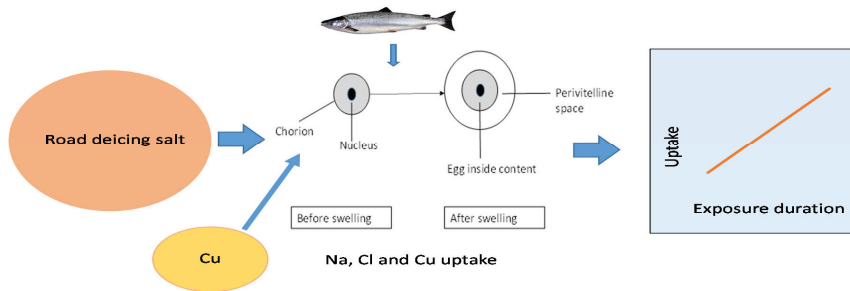 Road deicing salt
Chorion
Nucleus
Perivitelline
space
Egg inside content
Before swelling
After swelling
Cu
Na, Cl and Cu uptake
Uptake
Exposure duration